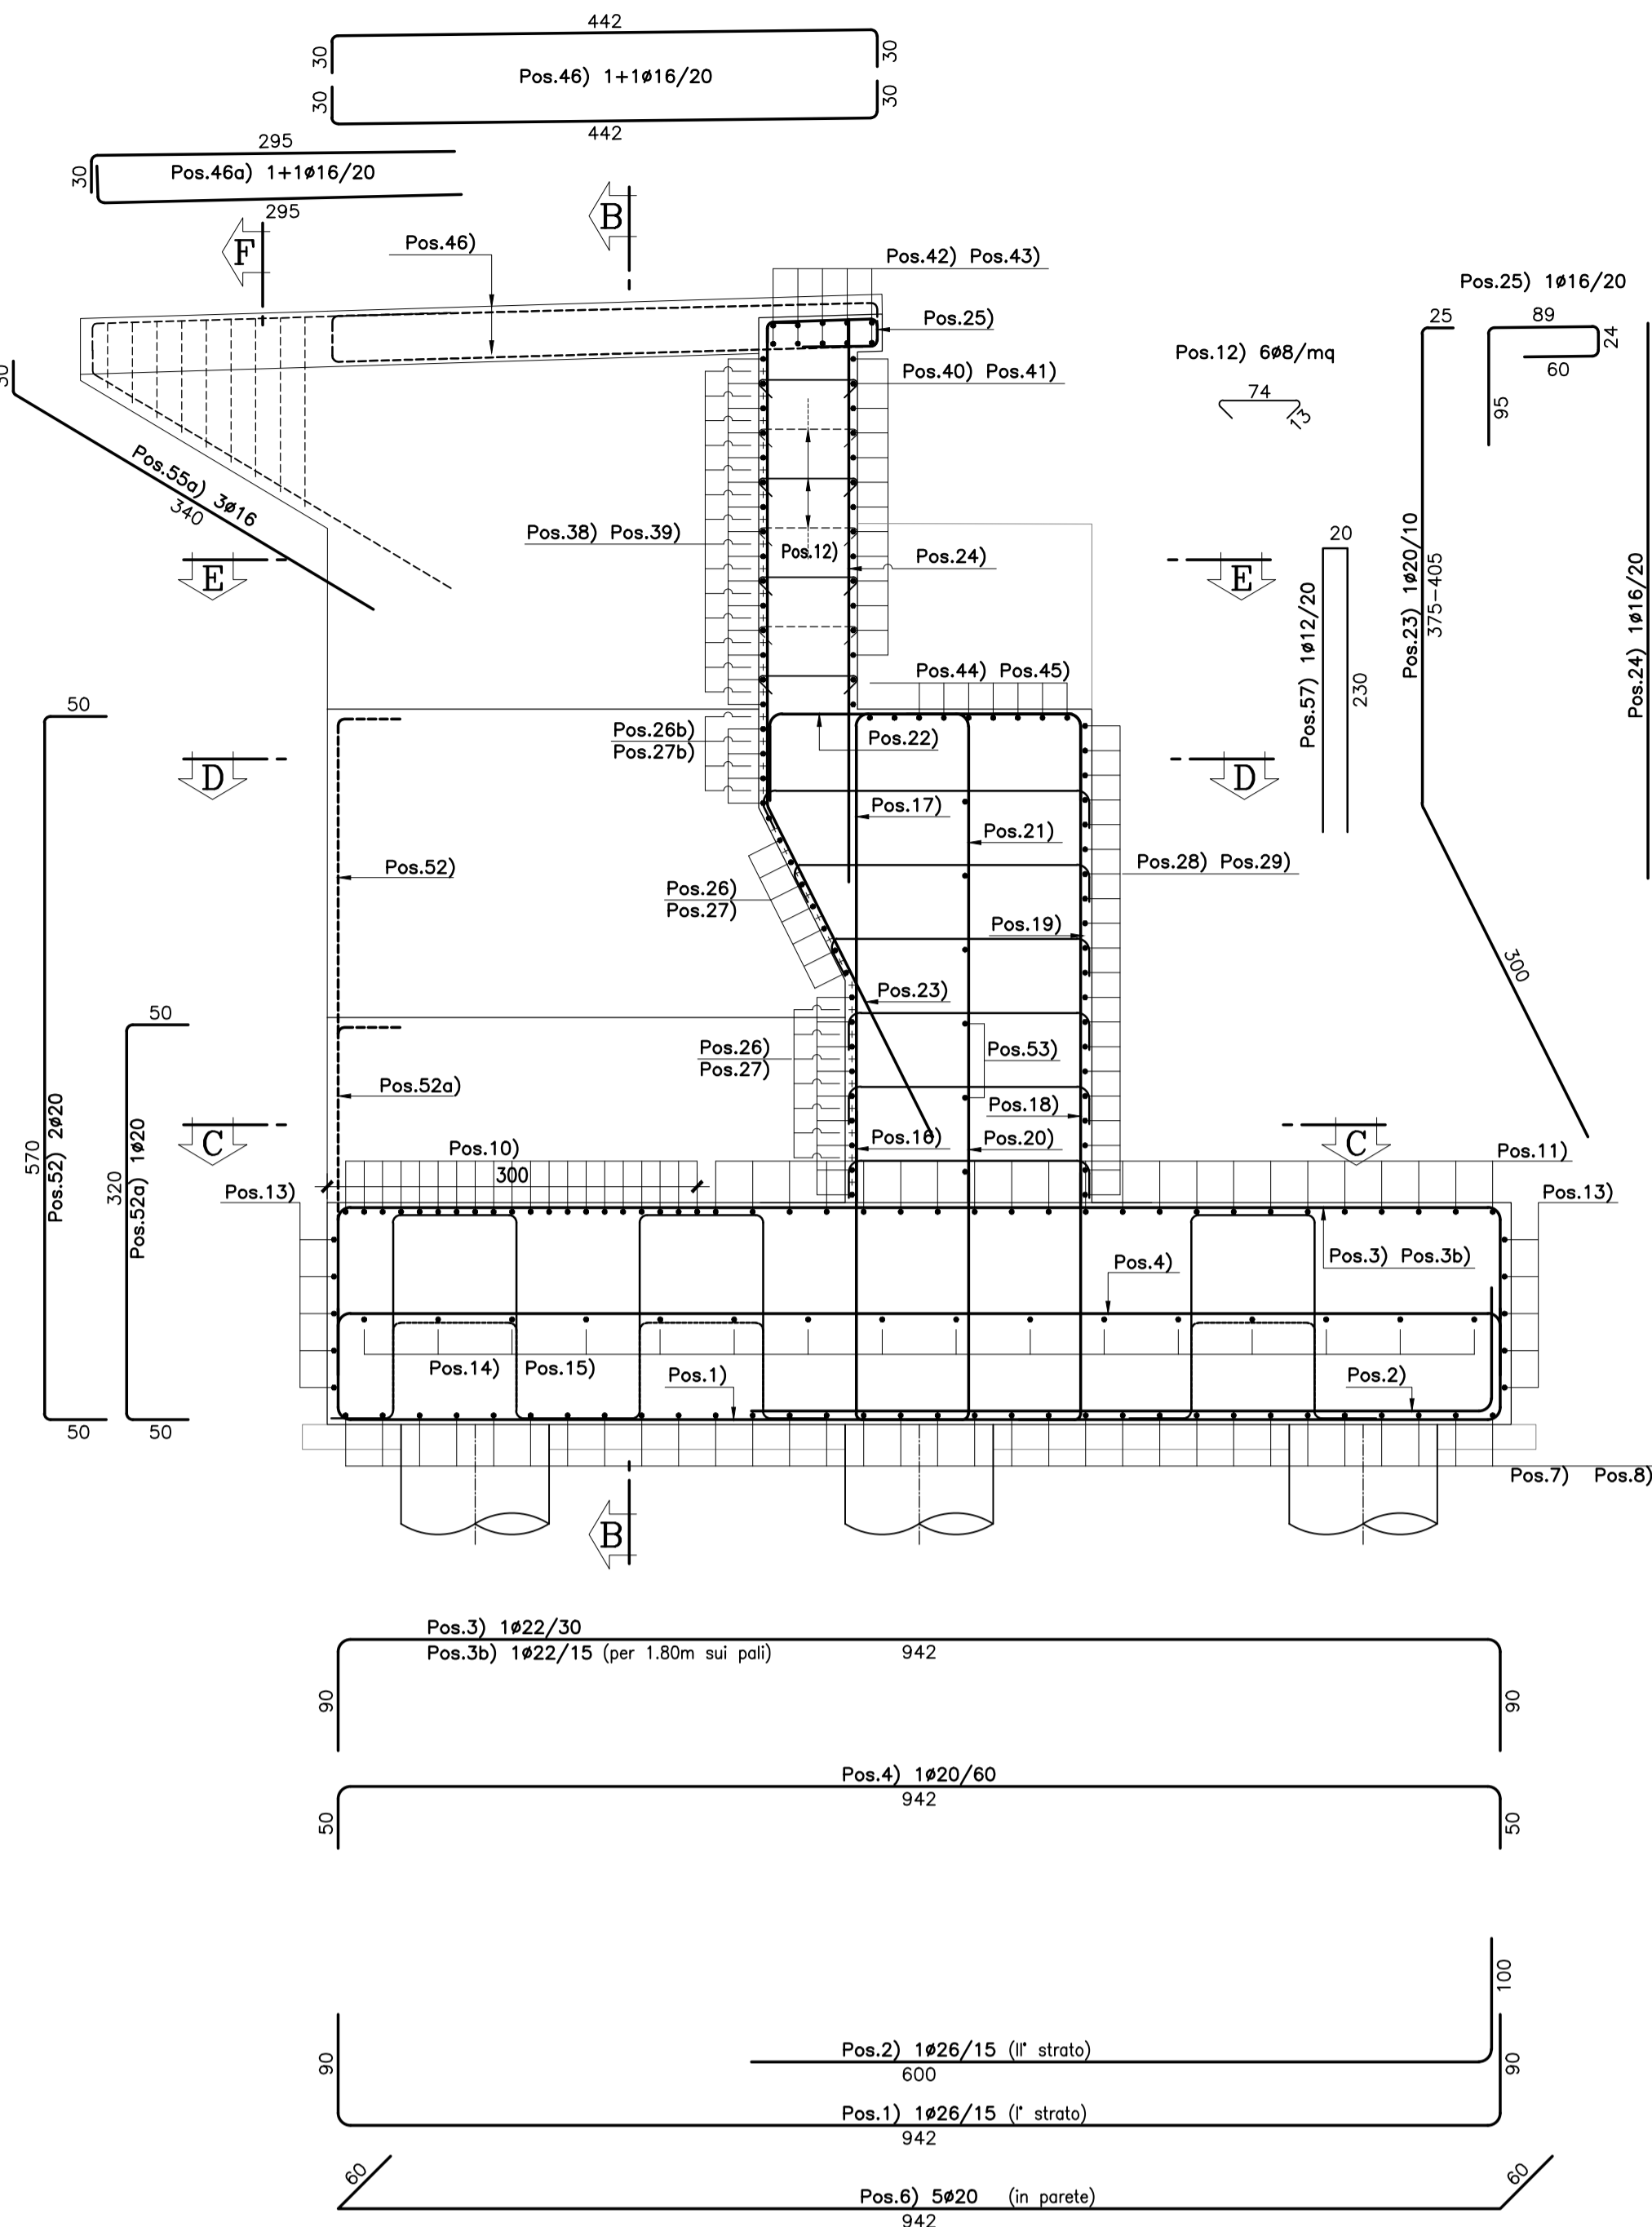 442
30
30
Pos.46) 1+1ø16/20
30
30
442
295
30
Pos.46a) 1+1ø16/20
295
B
F
Pos.46)
Pos.42) Pos.43)
Pos.25) 1ø16/20
Pos.25)
25
89
24
60
95
Pos.12) 6ø8/mq
74
13
Pos.40) Pos.41)
30
Pos.55a) 3ø16
340
Pos.38) Pos.39)
Pos.12)
Pos.24)
E
E
20
Pos.57) 1ø12/20
230
Pos.23) 1ø20/10
375-405
300
Pos.24) 1ø16/20
Pos.44) Pos.45)
50
Pos.26b)
Pos.27b)
Pos.22)
D
D
Pos.17)
Pos.21)
Pos.52)
Pos.28) Pos.29)
Pos.26)
Pos.27)
Pos.19)
Pos.23)
50
Pos.26)
Pos.27)
Pos.53)
Pos.52a)
Pos.18)
C
C
Pos.16)
Pos.20)
570
Pos.52) 2ø20
320
Pos.52a) 1ø20
Pos.10)
300
Pos.11)
Pos.13)
Pos.13)
Pos.3) Pos.3b)
Pos.4)
Pos.14) Pos.15)
Pos.1)
Pos.2)
50
50
Pos.7) Pos.8)
B
Pos.3) 1ø22/30
Pos.3b) 1ø22/15 (per 1.80m sui pali)
942
90
90
Pos.4) 1ø20/60
942
50
50
100
Pos.2) 1ø26/15 (II° strato)
600
90
90
Pos.1) 1ø26/15 (I° strato)
942
60
60
Pos.6) 5ø20 (in parete)
942